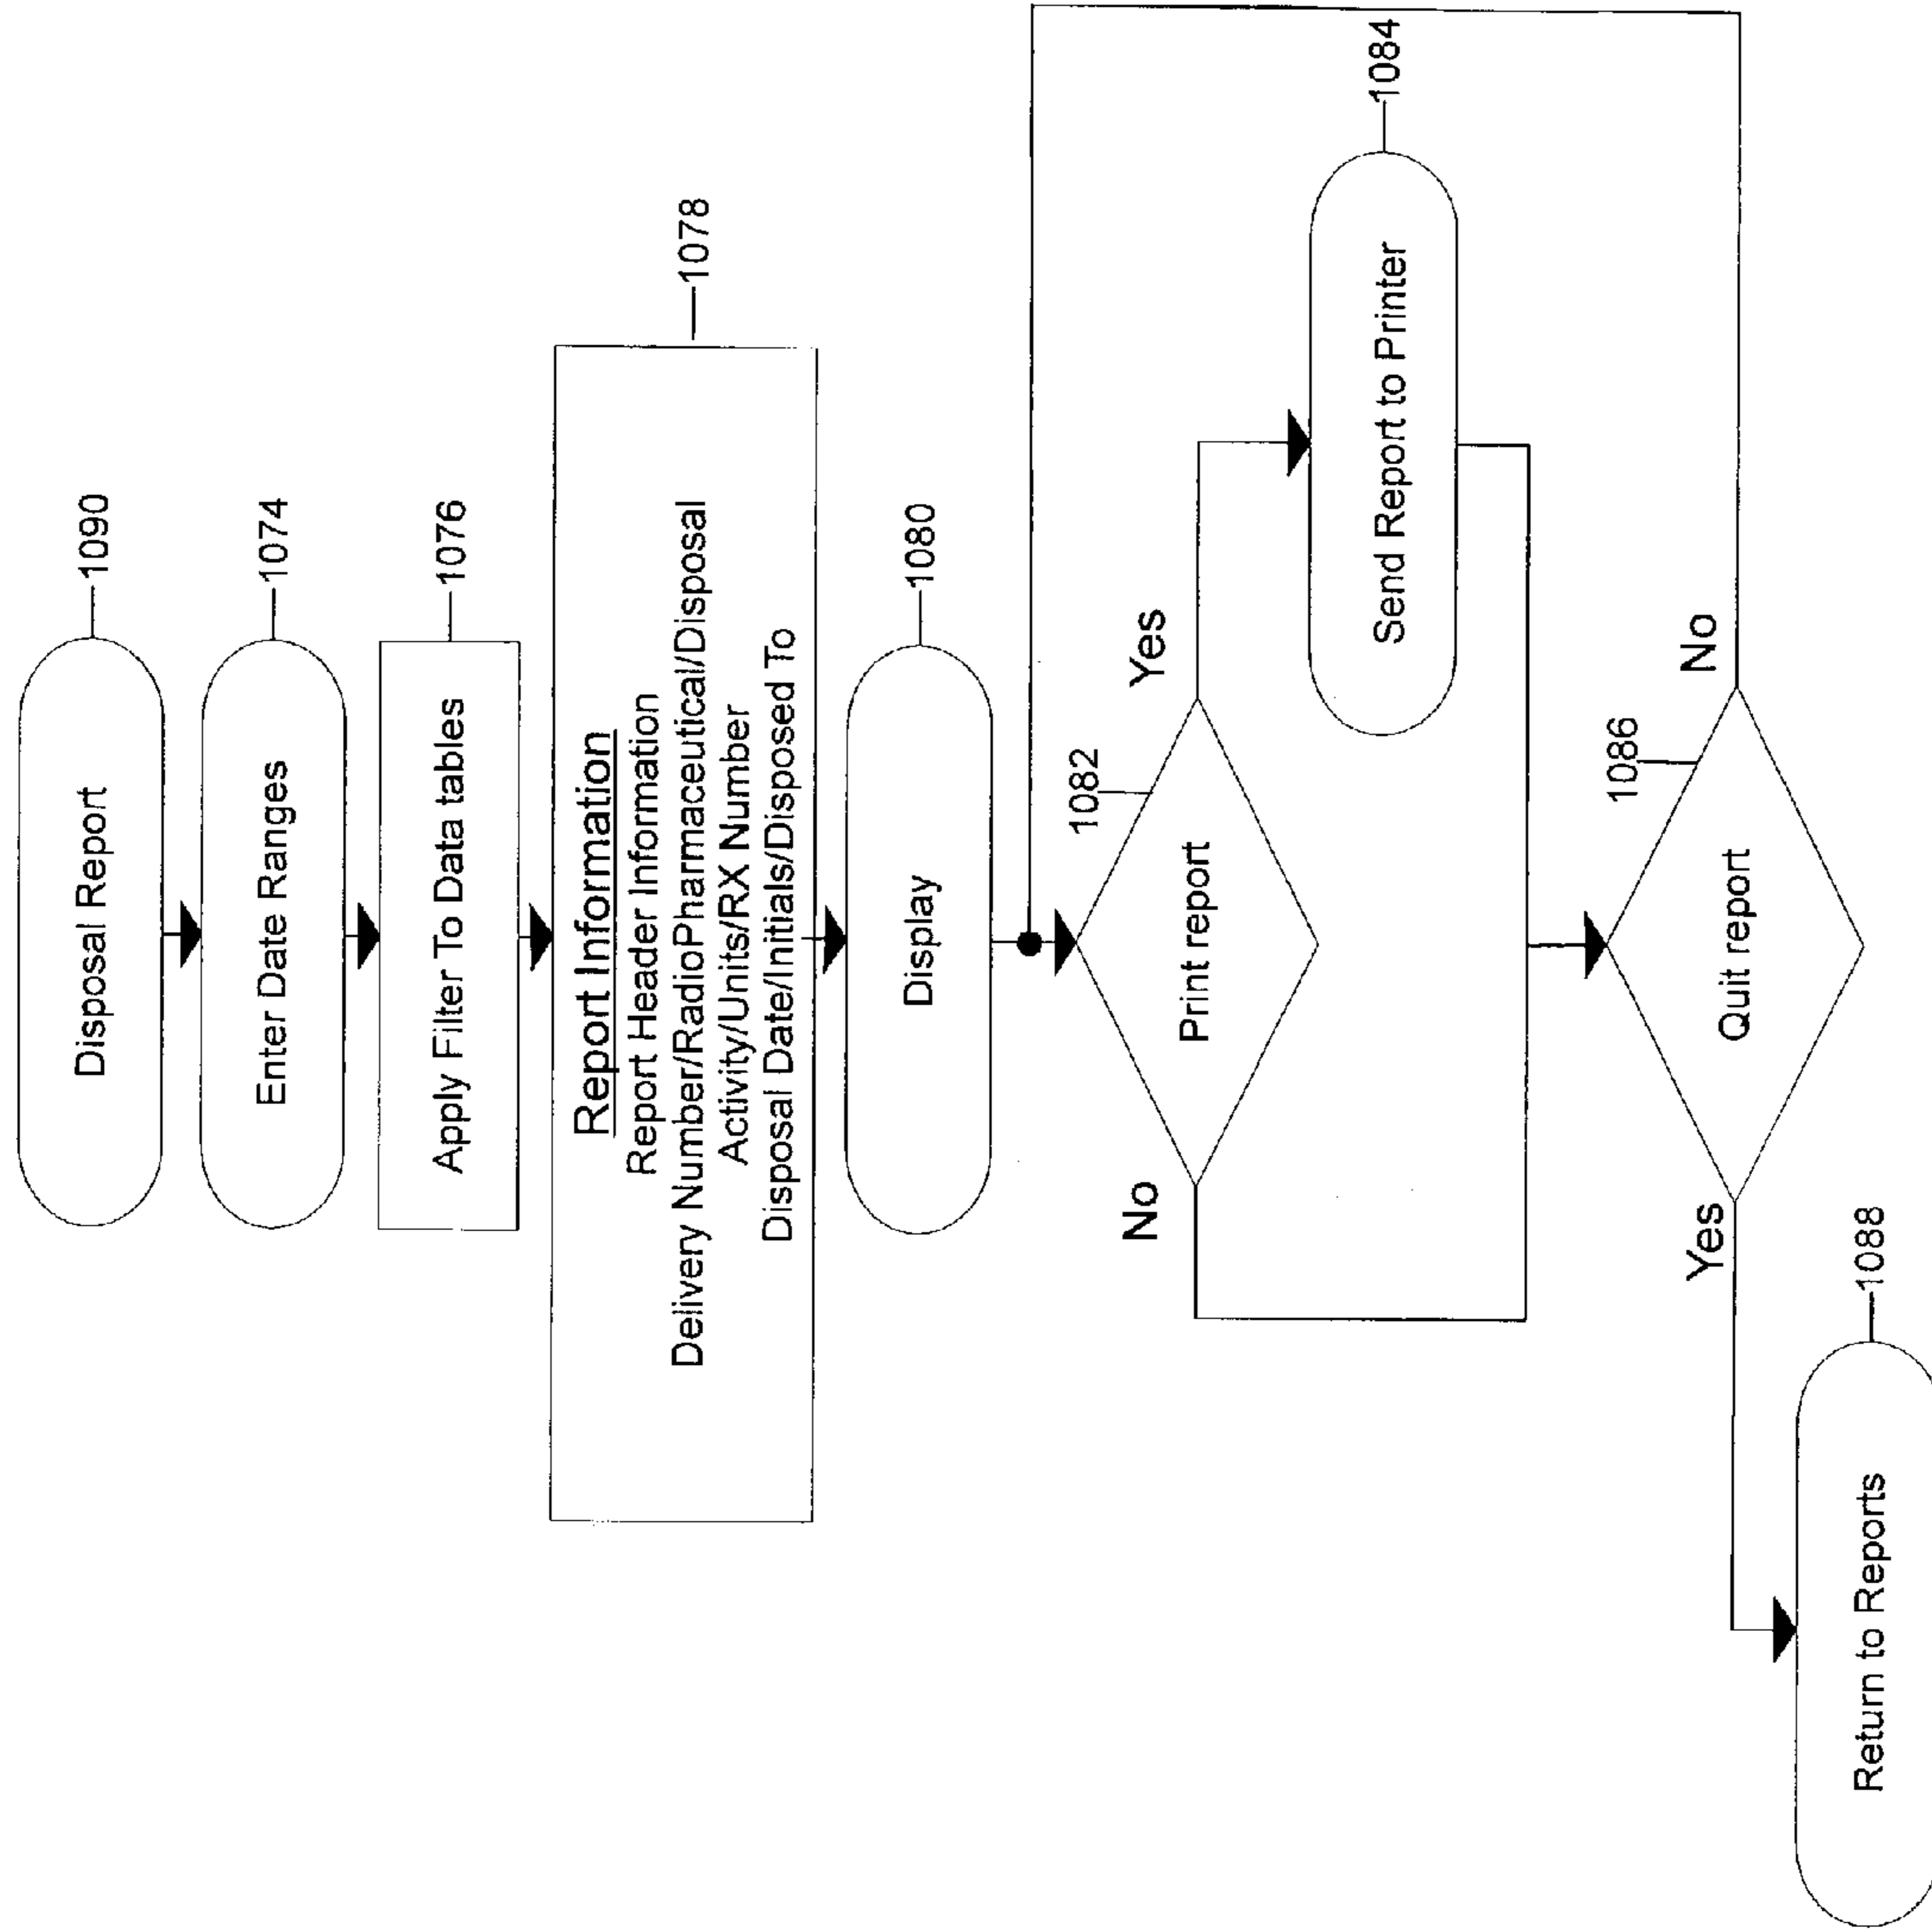 Disposal Report
1090
Enter Date Ranges
1074
Apply Filter To Data tables
1076
Report Information
Report Header Information
Delivery Number/RadioPharmaceutical/Disposal
Activity/Units/RX Number
Disposal Date/Initials/Disposed To
1078
Display
1080
1082
Print report
No
Yes
Send Report to Printer
1084
1086
Quit report
Yes
No
Return to Reports
1088